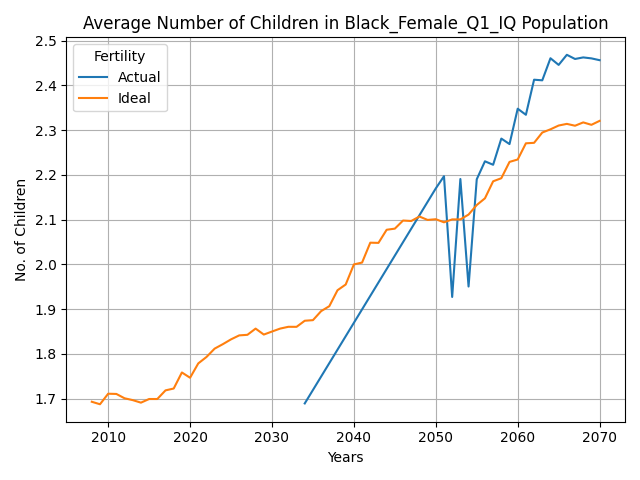 Average Number of Children in Black_Female_Q1_IQ Population
Fertility
Actual
Ideal
No. of Children
2.5
2.4
2.3
2.2
2.1
2.0
1.9
1.8
1.7
2010 2020 2030 2040 2050 2060 2070
Years